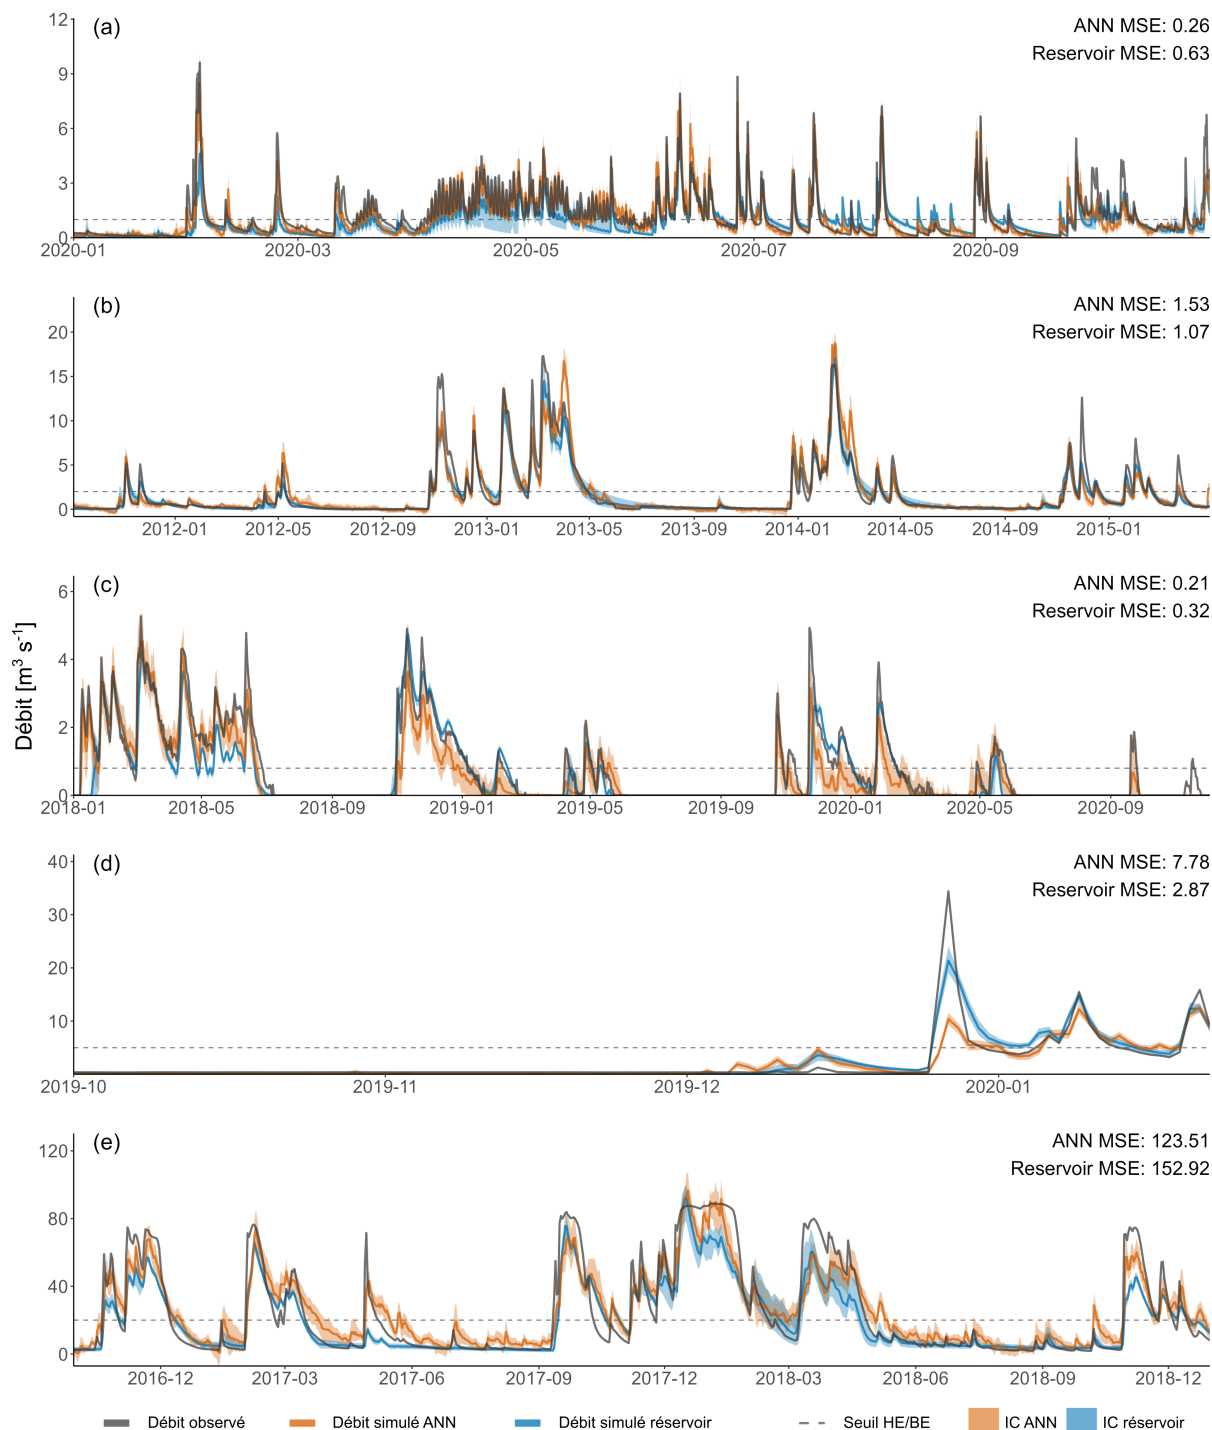 (a)
ANN MSE: 0.26
Reservoir MSE: 0.63
12
9
6
3
0
2020-01 2020-03 2020-05 2020-07 2020-09
(b)
ANN MSE: 1.53
Reservoir MSE: 1.07
20
15
10
5
0
2012-01 2012-05 2012-09 2013-01 2013-05 2013-09 2014-01 2014-05 2014-09 2015-01
(c)
ANN MSE: 0.21
Reservoir MSE: 0.32
6
4
2
0
Débit [m³ s⁻¹]
2018-01 2018-05 2018-09 2019-01 2019-05 2019-09 2020-01 2020-05 2020-09
(d)
ANN MSE: 7.78
Reservoir MSE: 2.87
40
30
20
10
2019-10 2019-11 2019-12 2020-01
(e)
ANN MSE: 123.51
Reservoir MSE: 152.92
120
80
40
0
2016-12 2017-03 2017-06 2017-09 2017-12 2018-03 2018-06 2018-09 2018-12
Débit observé Débit simulé ANN Débit simulé réservoir Seuil HE/BE IC ANN IC réservoir